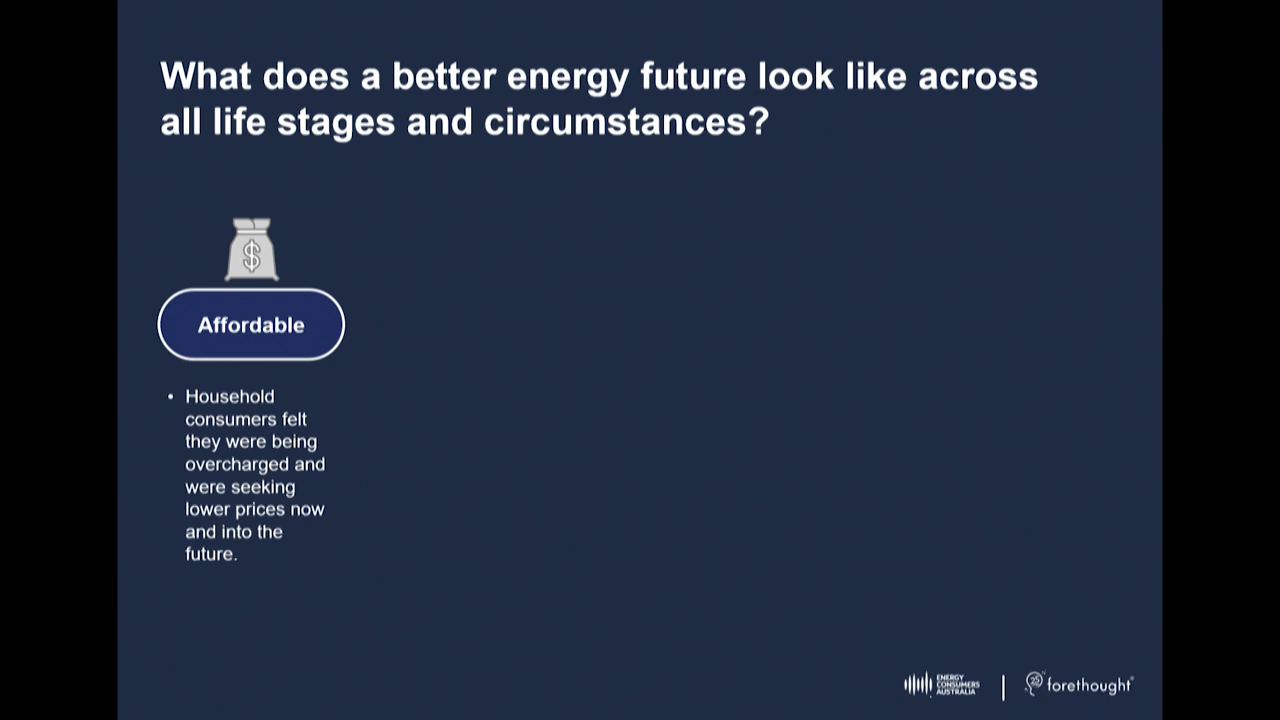 What does a better energy future look like across
all life stages and circumstances?
$
Affordable
• Household
consumers felt
they were being
overcharged and
were seeking
lower prices now
and into the
future.
ENERGY
CONSUMERS
AUSTRALIA
25
forethought